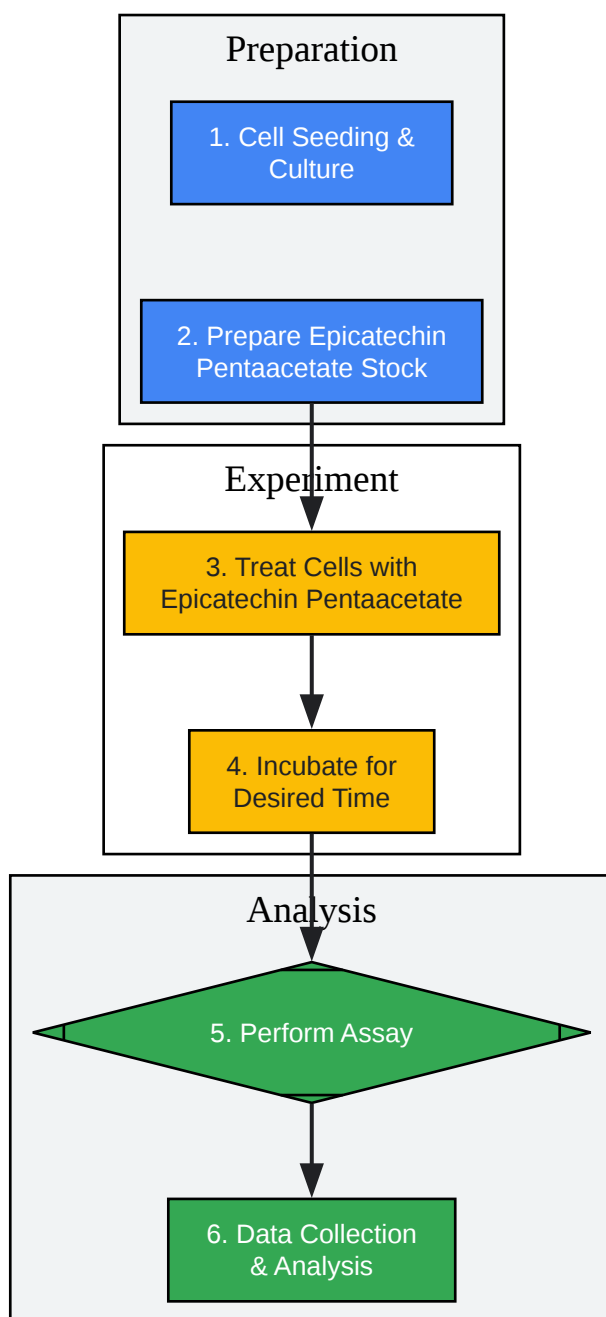 Preparation
1. Cell Seeding &
Culture
2. Prepare Epicatechin
Pentaacetate Stock
Experiment
3. Treat Cells with
Epicatechin Pentaacetate
4. Incubate for
Desired Time
Analysis
5. Perform Assay
6. Data Collection
& Analysis